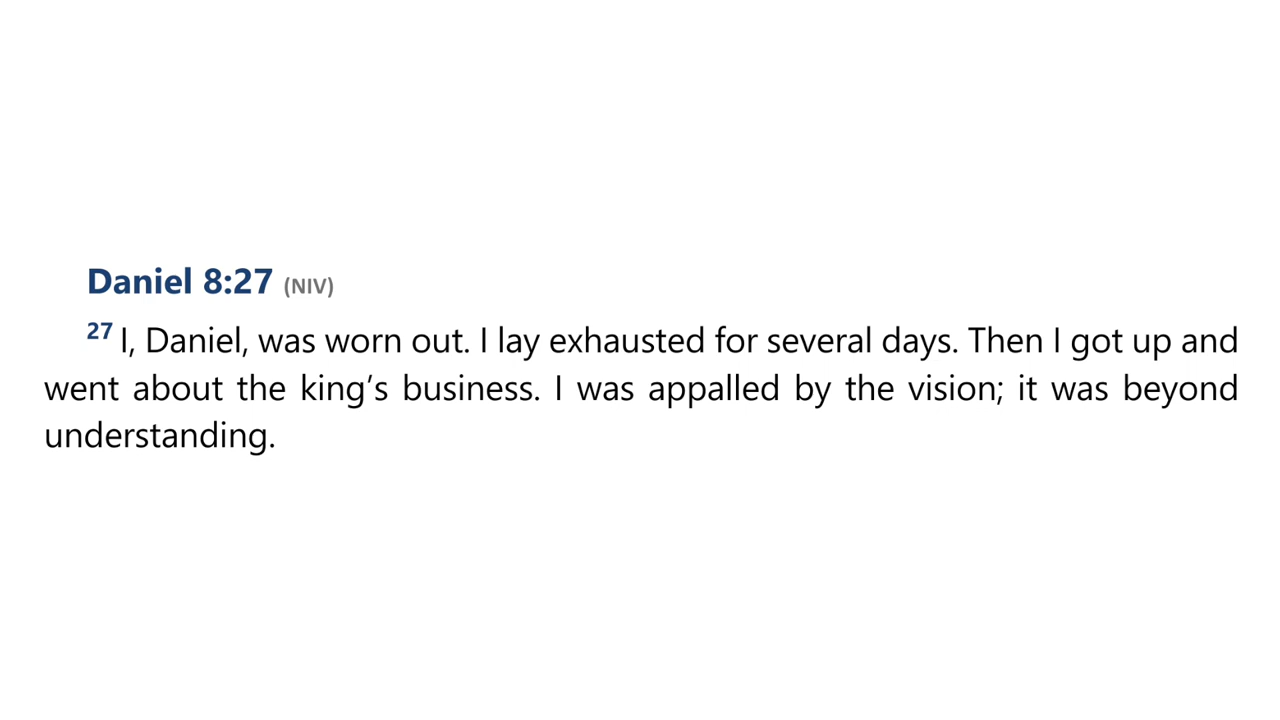 Daniel 8:27 (NIV)
27 I, Daniel, was worn out. I lay exhausted for several days. Then I got up and
went about the king’s business. I was appalled by the vision; it was beyond
understanding.